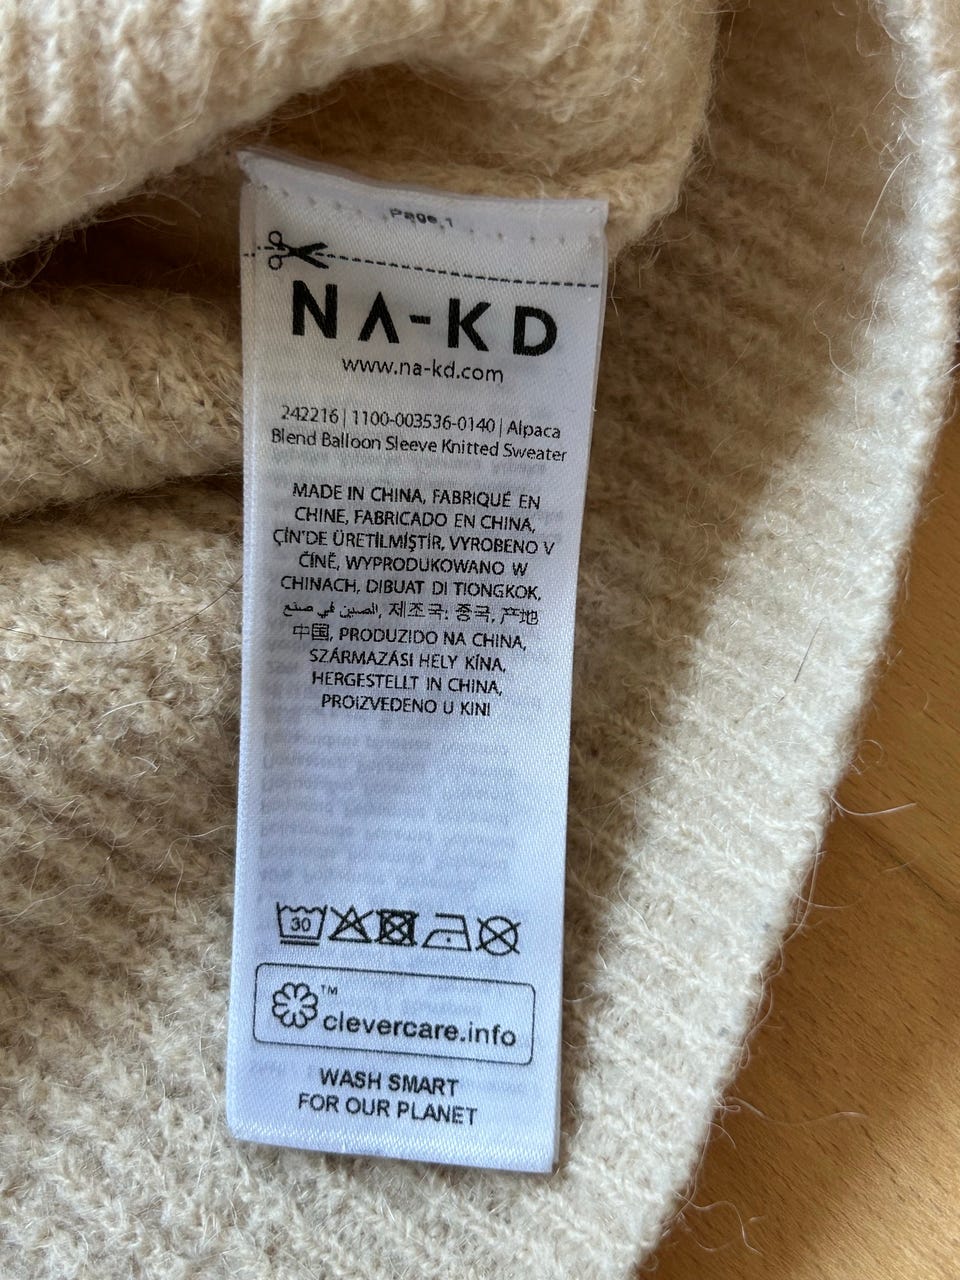 Page 1
NA-KD
www.na-kd.com
242216 | 1100-003536-0140 | Alpaca
Blend Balloon Sleeve Knitted Sweater
MADE IN CHINA, FABRIQUÉ EN
CHINE, FABRICADO EN CHINA,
ÇİN'DE ÜRETİLMİŞTİR, VYROBENO V
ČÍNĚ, WYPRODUKOWANO W
CHINACH, DIBUAT DI TIONGKOK,
الصين في صنع, 제조국: 중국, 产地
中国, PRODUZIDO NA CHINA,
SZÁRMAZÁSI HELY KÍNA,
HERGESTELLT IN CHINA,
PROIZVEDENO U KINI
30
™
clevercare.info
WASH SMART
FOR OUR PLANET